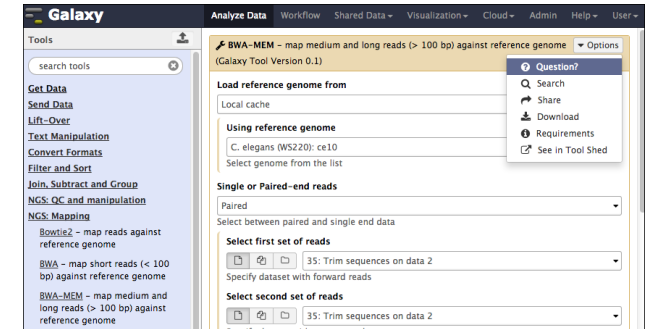 Galaxy
Analyze Data Workflow Shared Data Visualization Cloud Admin Help User
Tools
search tools
Get Data
Send Data
Lift-Over
Text Manipulation
Convert Formats
Filter and Sort
Join, Subtract and Group
NGS: QC and manipulation
NGS: Mapping
Bowtie2 – map reads against
reference genome
BWA – map short reads (< 100
bp) against reference genome
BWA-MEM – map medium and
long reads (> 100 bp) against
reference genome
BWA-MEM – map medium and long reads (> 100 bp) against reference genome
(Galaxy Tool Version 0.1)
Options
Question?
Search
Share
Download
Requirements
See in Tool Shed
Load reference genome from
Local cache
Using reference genome
C. elegans (WS220): ce10
Select genome from the list
Single or Paired-end reads
Paired
Select between paired and single end data
Select first set of reads
35: Trim sequences on data 2
Specify dataset with forward reads
Select second set of reads
35: Trim sequences on data 2